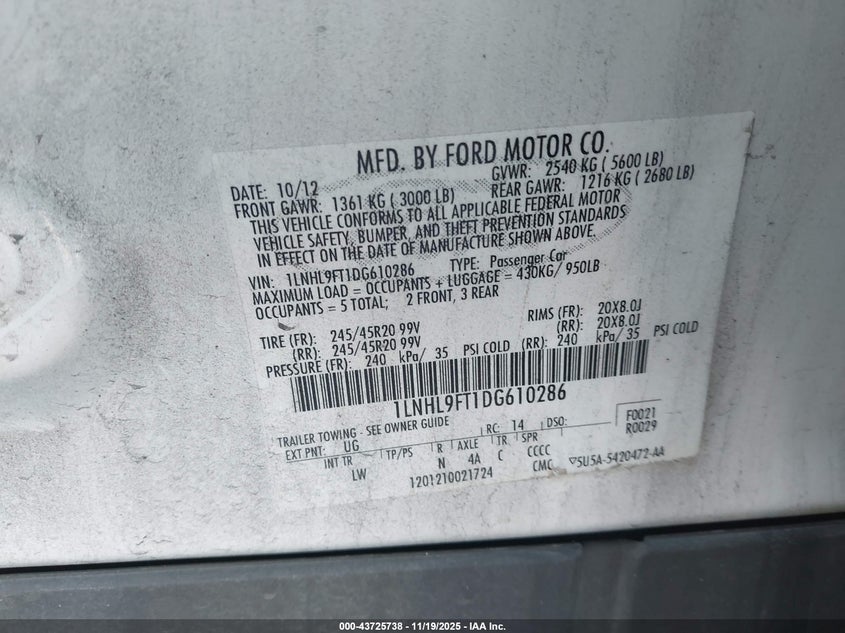 MFD. BY FORD MOTOR CO.
DATE: 10/12 GVWR: 2540 KG ( 5600 LB)
FRONT GAWR: 1361 KG ( 3000 LB) REAR GAWR: 1216 KG ( 2680 LB)
THIS VEHICLE CONFORMS TO ALL APPLICABLE FEDERAL MOTOR
VEHICLE SAFETY, BUMPER, AND THEFT PREVENTION STANDARDS
IN EFFECT ON THE DATE OF MANUFACTURE SHOWN ABOVE.
VIN: 1LNHL9FT1DG610286 TYPE: Passenger Car
MAXIMUM LOAD = OCCUPANTS + LUGGAGE = 430KG/ 950LB
OCCUPANTS = 5 TOTAL; 2 FRONT, 3 REAR
TIRE (FR): 245/45R20 99V RIMS (FR): 20X8.0J
(RR): 245/45R20 99V (RR): 20X8.0J
PRESSURE (FR): 240 kPa/ 35 PSI COLD (RR): 240 kPa/ 35 PSI COLD
1LNHL9FT1DG610286
TRAILER TOWING - SEE OWNER GUIDE
EXT PNT: UG RC: 14 DSO: F0021
R0029
INT TR TP/PS R AXLE TR SPR
LW N 4A C CCCC
1201210021724 CMC ▽5U5A-5420472-AA
000-43725738 - 11/19/2025 - IAA Inc.